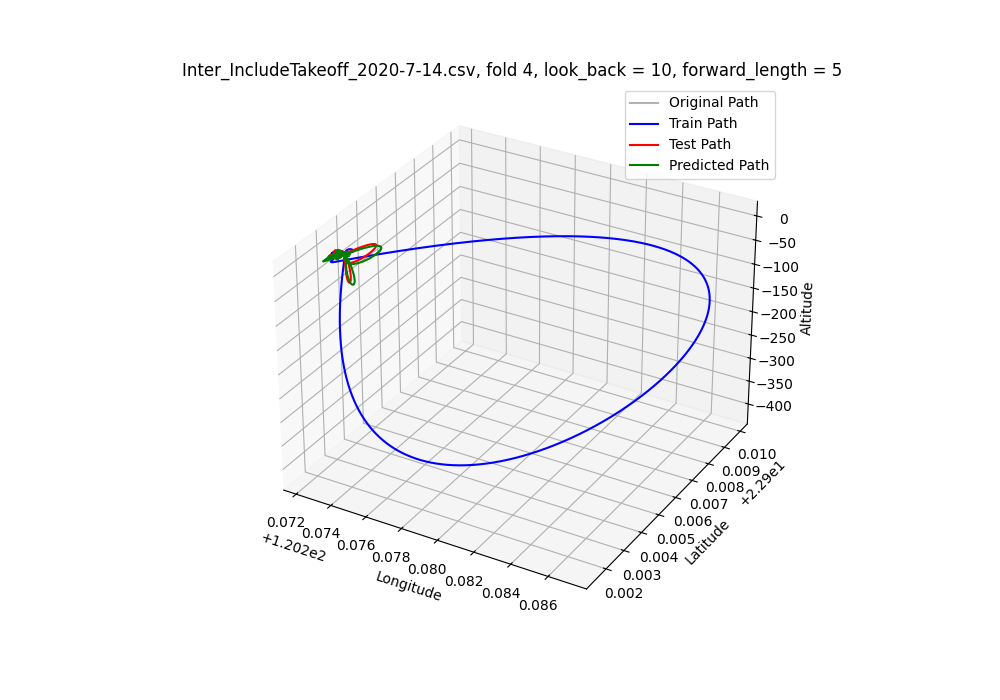 Inter_IncludeTakeoff_2020-7-14.csv, fold 4, look_back = 10, forward_length = 5
Original Path
Train Path
Test Path
Predicted Path
0
−50
−100
−150
−200
−250
−300
−350
−400
Altitude
0.010
0.009
0.008
0.007
0.006
0.005
0.004
0.003
0.002
+2.29e1
Latitude
0.072
0.074
0.076
0.078
0.080
0.082
0.084
0.086
+1.202e2
Longitude